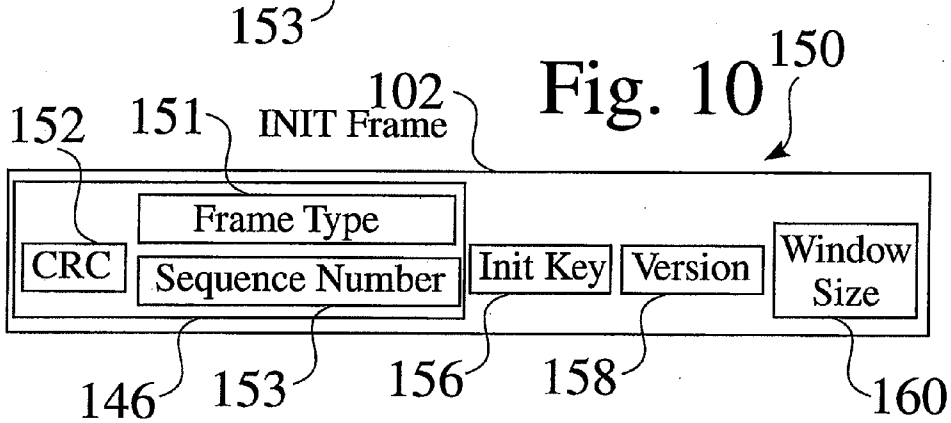 153
Fig. 10
150
102
151
INIT Frame
152
Frame Type
CRC
Sequence Number
Init Key
Version
Window
Size
146
153
156
158
160